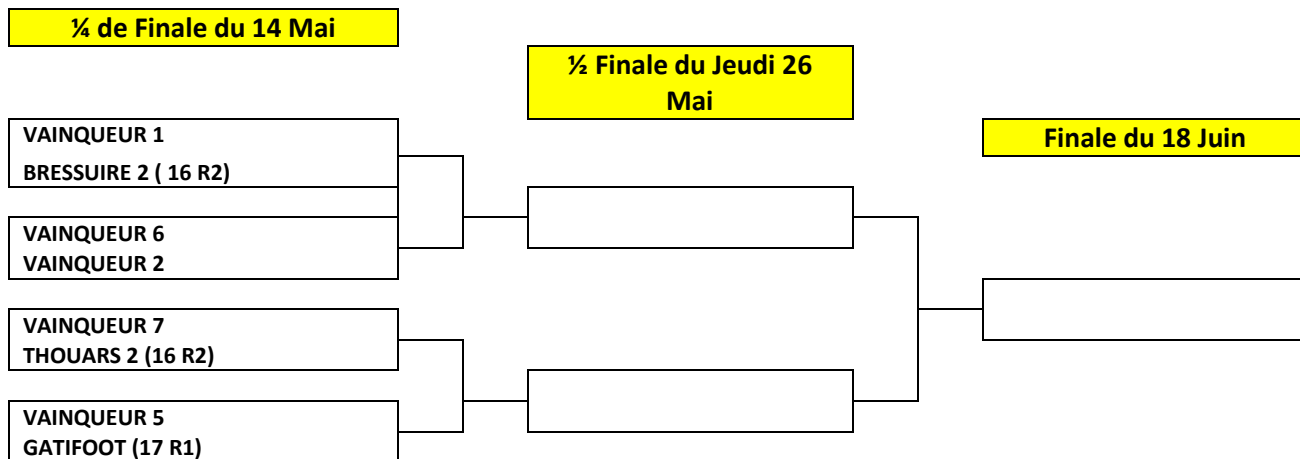 ¼ de Finale du 14 Mai
½ Finale du Jeudi 26
Mai
Finale du 18 Juin
VAINQUEUR 1
BRESSUIRE 2 ( 16 R2)
VAINQUEUR 6
VAINQUEUR 2
VAINQUEUR 7
THOUARS 2 (16 R2)
VAINQUEUR 5
GATIFOOT (17 R1)